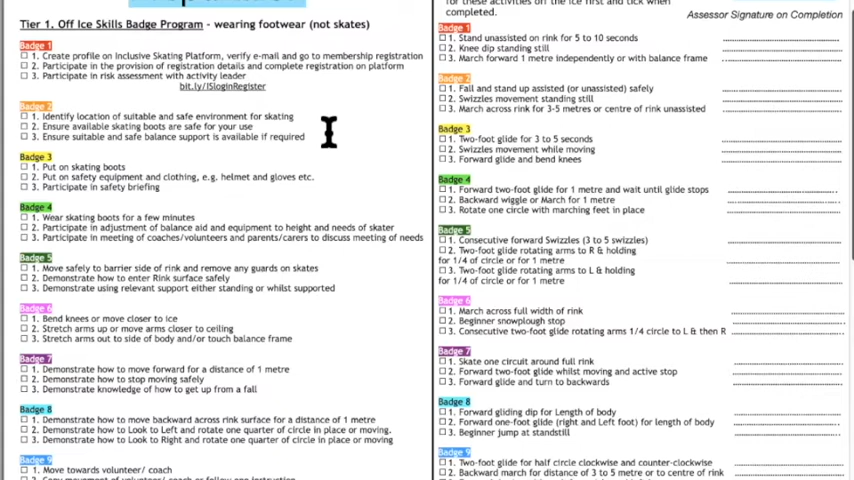 Tier 1. Off Ice Skills Badge Program - wearing footwear (not skates)
Badge 1
1. Create profile on Inclusive Skating Platform, verify e-mail and go to membership registration
2. Participate in the provision of registration details and complete registration on platform
3. Participate in risk assessment with activity leader
bit.ly/ISloginRegister
Badge 2
1. Identify location of suitable and safe environment for skating
2. Ensure available skating boots are safe for your use
3. Ensure suitable and safe balance support is available if required
Badge 3
1. Put on skating boots
2. Put on safety equipment and clothing, e.g. helmet and gloves etc.
3. Participate in safety briefing
Badge 4
1. Wear skating boots for a few minutes
2. Participate in adjustment of balance aid and equipment to height and needs of skater
3. Participate in meeting of coaches/volunteers and parents/carers to discuss meeting of needs
Badge 5
1. Move safely to barrier side of rink and remove any guards on skates
2. Demonstrate how to enter Rink surface safely
3. Demonstrate using relevant support either standing or whilst supported
Badge 6
1. Bend knees or move closer to ice
2. Stretch arms up or move arms closer to ceiling
3. Stretch arms out to side of body and/or touch balance frame
Badge 7
1. Demonstrate how to move forward for a distance of 1 metre
2. Demonstrate how to stop moving safely
3. Demonstrate knowledge of how to get up from a fall
Badge 8
1. Demonstrate how to move backward across rink surface for a distance of 1 metre
2. Demonstrate how to Look to Left and rotate one quarter of circle in place or moving.
3. Demonstrate how to Look to Right and rotate one quarter of circle in place or moving
Badge 9
1. Move towards volunteer/ coach
for these activities on the ice first and tick when
completed.
Assessor Signature on Completion
Badge 1
1. Stand unassisted on rink for 5 to 10 seconds
2. Knee dip standing still
3. March forward 1 metre independently or with balance frame
Badge 2
1. Fall and stand up assisted (or unassisted) safely
2. Swizzles movement standing still
3. March across rink for 3-5 metres or centre of rink unassisted
Badge 3
1. Two-foot glide for 3 to 5 seconds
2. Swizzles movement while moving
3. Forward glide and bend knees
Badge 4
1. Forward two-foot glide for 1 metre and wait until glide stops
2. Backward wiggle or March for 1 metre
3. Rotate one circle with marching feet in place
Badge 5
1. Consecutive forward Swizzles (3 to 5 swizzles)
2. Two-foot glide rotating arms to R & holding
for 1/4 of circle or for 1 metre
3. Two-foot glide rotating arms to L & holding
for 1/4 of circle or for 1 metre
Badge 6
1. March across full width of rink
2. Beginner snowplough stop
3. Consecutive two-foot glide rotating arms 1/4 circle to L & then R
Badge 7
1. Skate one circuit around full rink
2. Forward two-foot glide whilst moving and active stop
3. Forward glide and turn to backwards
Badge 8
1. Forward gliding dip for Length of body
2. Forward one-foot glide (right and Left foot) for length of body
3. Beginner jump at standstill
Badge 9
1. Two-foot glide for half circle clockwise and counter-clockwise
2. Backward march for distance of 3 to 5 metre or to centre of rink